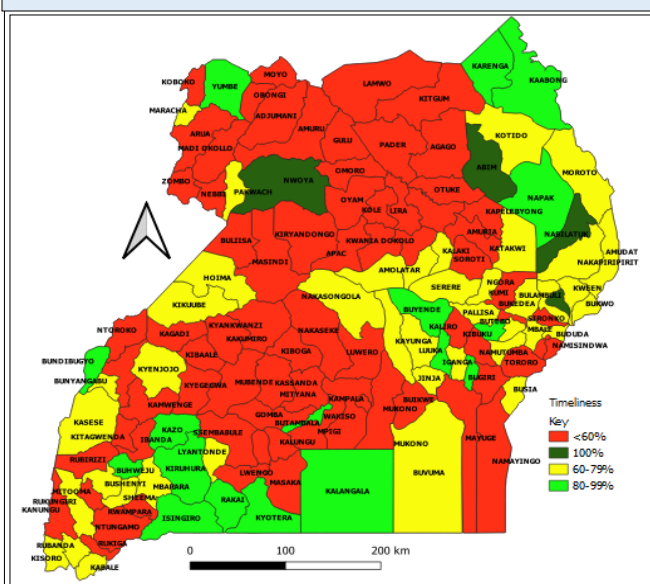 KARENGA
KAABONG
MOYO
KOBOKO
YUMBE
LAMWO
OBONGI
KITGUM
MARACHA
ADJUMANI
KOTIDO
ARUA
AMURU
GULU
PADER
AGAGO
MADI OKOLLO
ABIM
MOROTO
ZOMBO
NEBBI
PAKWACH
NWOYA
OMORO
OTUKE
NAPAK
OYAM
KOLE
LIRA
KAPELEBYONG
NABILATUK
BULIISA
KIRYANDONGO
KWANIA
DOKOLO
AMURIA
KATAKWI
AMUDAT
APAC
KALAKI
SOROTI
NAKAPIRIPIRIT
MASINDI
AMOLATAR
HOIMA
SERERE
NGORA
KWEEN
KUMI
BULAMBULI
KIKUUBE
NAKASONGOLA
BUKEDEA
BUKWO
BUYENDE
PALLISA
SIRONKO
NTOROKO
KYANKWANZI
NAKASEKE
KALIRO
BUTEBO
MBALE
BUDUDA
KAGADI
KAKUMIRO
KAYUNGA
KIBUKU
NAMISINDWA
KIBAALE
KIBOGA
LUWERO
LUUKA
NAMUTUMBA
BUNDIBUGYO
KYENJOJO
IGANGA
TORORO
BUNYANGABU
KYEGEGWA
MUBENDE
KASSANDA
JINJA
BUGIRI
BUSIA
MITYANA
KAMPALA
BUIKWE
KAMWENGE
GOMBA
BUTAMBALA
WAKISO
MUKONO
KASESE
KAZO
SSEMBABULE
MPIGI
KITAGWENDA
IBANDA
KALUNGU
MUKONO
MAYUGE
LYANTONDE
RUBIRIZI
BUHWEJU
KIRUHURA
LWENGO
NAMAYINGO
MASAKA
BUVUMA
MITOOMA
BUSHENYI
MBARARA
KALANGALA
RUKUNGIRI
SHEEMA
RAKAI
KANUNGU
KWAMPARA
ISINGIRO
KYOTERA
NTUNGAMO
RUBANDA
RUKIGA
KISORO
KABALE
Timeliness
Key
<60%
100%
60-79%
80-99%
0 100 200 km